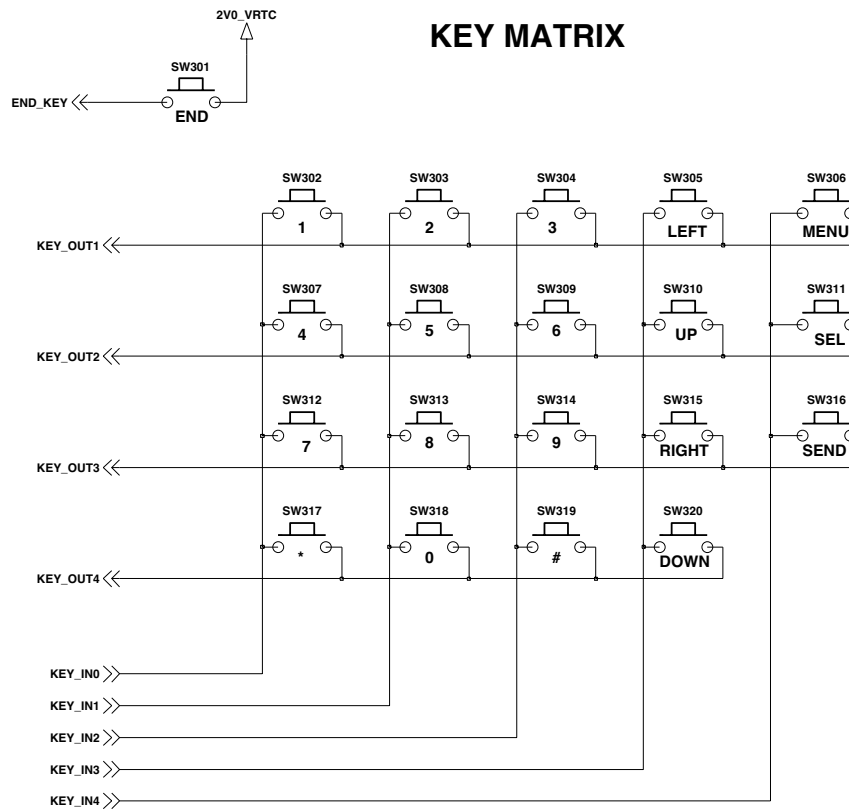 2V0_VRTC
KEY MATRIX
SW301
END_KEY
END
SW302 SW303 SW304 SW305 SW306
1 2 3 LEFT MENU
KEY_OUT1
SW307 SW308 SW309 SW310 SW311
4 5 6 UP SEL
KEY_OUT2
SW312 SW313 SW314 SW315 SW316
7 8 9 RIGHT SEND
KEY_OUT3
SW317 SW318 SW319 SW320
* 0 # DOWN
KEY_OUT4
KEY_IN0
KEY_IN1
KEY_IN2
KEY_IN3
KEY_IN4